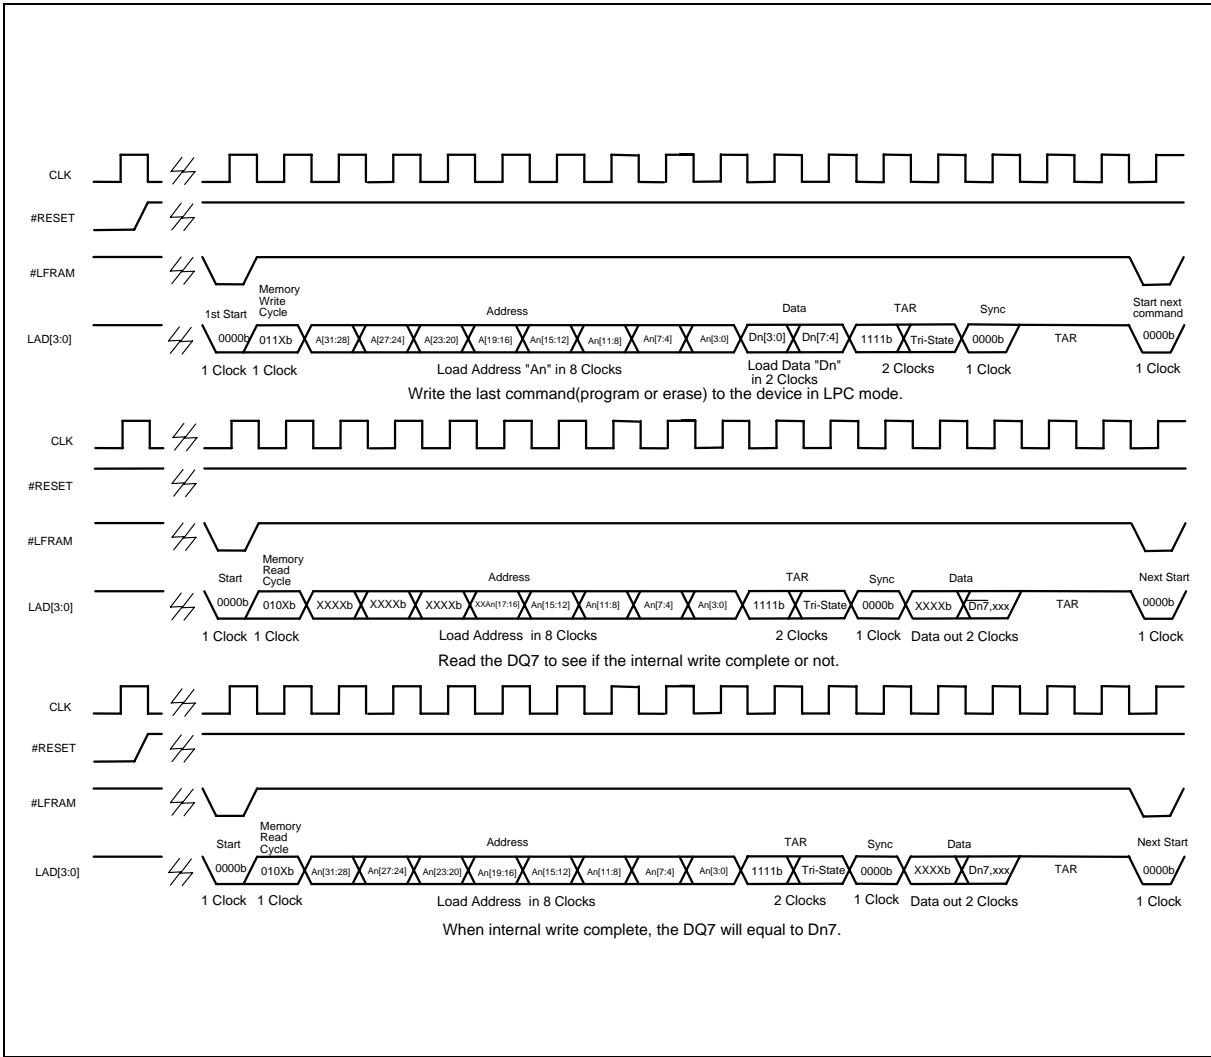 CLK
#RESET
#LFRAM
Memory
Write
Cycle
1st Start
Address
Data
TAR
Sync
Start next
command
LAD[3:0]
0000b 011Xb A[31:28] A[27:24] A[23:20] A[19:16] An[15:12] An[11:8] An[7:4] An[3:0] Dn[3:0] Dn[7:4] 1111b Tri-State 0000b TAR 0000b
1 Clock 1 Clock Load Address "An" in 8 Clocks Load Data "Dn"
in 2 Clocks
2 Clocks 1 Clock 1 Clock
Write the last command(program or erase) to the device in LPC mode.
CLK
#RESET
#LFRAM
Memory
Read
Cycle
Start Address TAR Sync Data Next Start
LAD[3:0]
0000b 010Xb XXXXb XXXXb XXXXb XXAn[17:16] An[15:12] An[11:8] An[7:4] An[3:0] 1111b Tri-State 0000b XXXXb D̅n̅7̅,xxx TAR 0000b
1 Clock 1 Clock Load Address in 8 Clocks 2 Clocks 1 Clock Data out 2 Clocks 1 Clock
Read the DQ7 to see if the internal write complete or not.
CLK
#RESET
#LFRAM
Memory
Read
Cycle
Start Address TAR Sync Data Next Start
LAD[3:0]
0000b 010Xb An[31:28] An[27:24] An[23:20] An[19:16] An[15:12] An[11:8] An[7:4] An[3:0] 1111b Tri-State 0000b XXXXb Dn7,xxx TAR 0000b
1 Clock 1 Clock Load Address in 8 Clocks 2 Clocks 1 Clock Data out 2 Clocks 1 Clock
When internal write complete, the DQ7 will equal to Dn7.